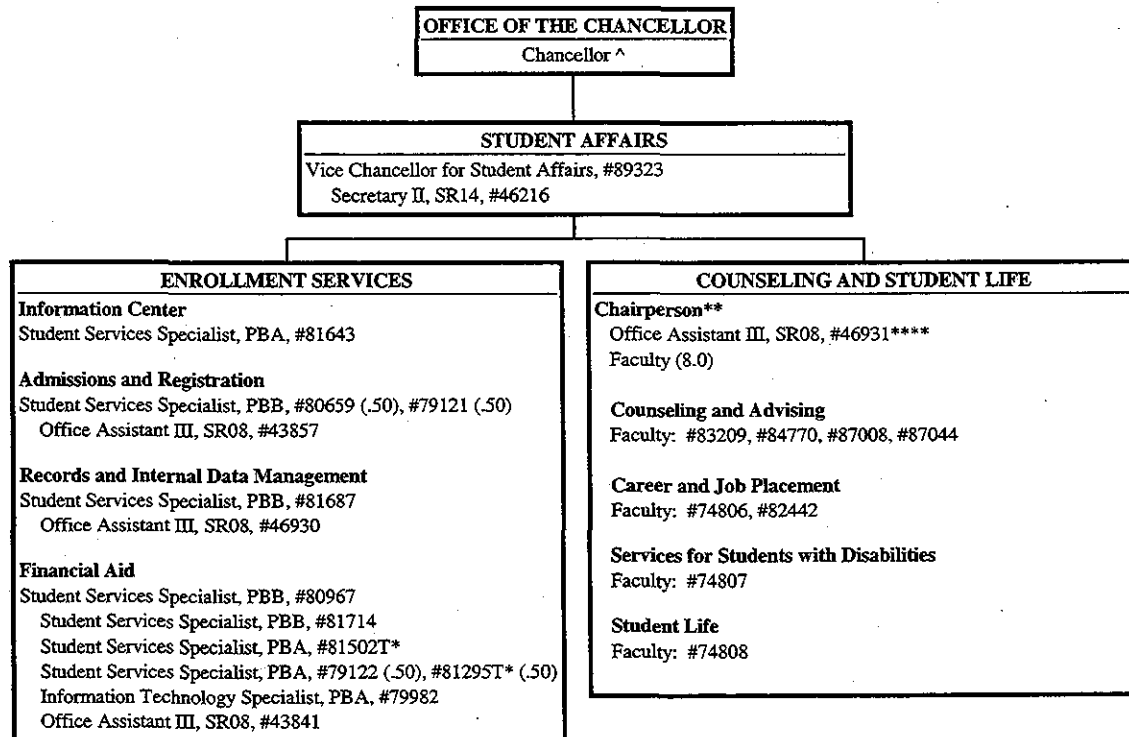 OFFICE OF THE CHANCELLOR
Chancellor ^
STUDENT AFFAIRS
Vice Chancellor for Student Affairs, #89323
Secretary II, SR14, #46216
ENROLLMENT SERVICES
Information Center
Student Services Specialist, PBA, #81643
Admissions and Registration
Student Services Specialist, PBB, #80659 (.50), #79121 (.50)
Office Assistant III, SR08, #43857
Records and Internal Data Management
Student Services Specialist, PBB, #81687
Office Assistant III, SR08, #46930
Financial Aid
Student Services Specialist, PBB, #80967
Student Services Specialist, PBB, #81714
Student Services Specialist, PBA, #81502T*
Student Services Specialist, PBA, #79122 (.50), #81295T* (.50)
Information Technology Specialist, PBA, #79982
Office Assistant III, SR08, #43841
COUNSELING AND STUDENT LIFE
Chairperson**
Office Assistant III, SR08, #46931****
Faculty (8.0)
Counseling and Advising
Faculty: #83209, #84770, #87008, #87044
Career and Job Placement
Faculty: #74806, #82442
Services for Students with Disabilities
Faculty: #74807
Student Life
Faculty: #74808